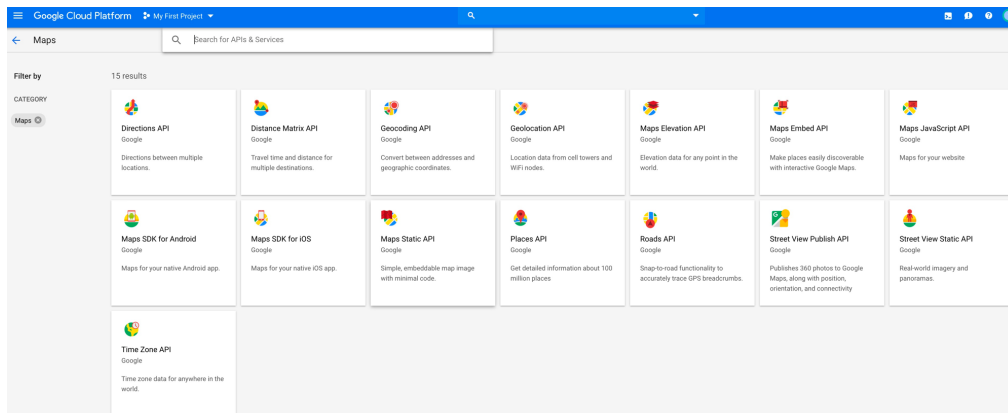 Google Cloud Platform My First Project
Maps
Search for APIs & Services
Filter by
CATEGORY
Maps
15 results
Directions API
Google
Directions between multiple
locations.
Distance Matrix API
Google
Travel time and distance for
multiple destinations.
Geocoding API
Google
Convert between addresses and
geographic coordinates.
Geolocation API
Google
Location data from cell towers and
WiFi nodes.
Maps Elevation API
Google
Elevation data for any point in the
world.
Maps Embed API
Google
Make places easily discoverable
with interactive Google Maps.
Maps JavaScript API
Google
Maps for your website
Maps SDK for Android
Google
Maps for your native Android app.
Maps SDK for iOS
Google
Maps for your native iOS app.
Maps Static API
Google
Simple, embeddable map image
with minimal code.
Places API
Google
Get detailed information about 100
million places
Roads API
Google
Snap-to-road functionality to
accurately trace GPS breadcrumbs.
Street View Publish API
Google
Publishes 360 photos to Google
Maps, along with position,
orientation, and connectivity
Street View Static API
Google
Real-world imagery and
panoramas.
Time Zone API
Google
Time zone data for anywhere in the
world.